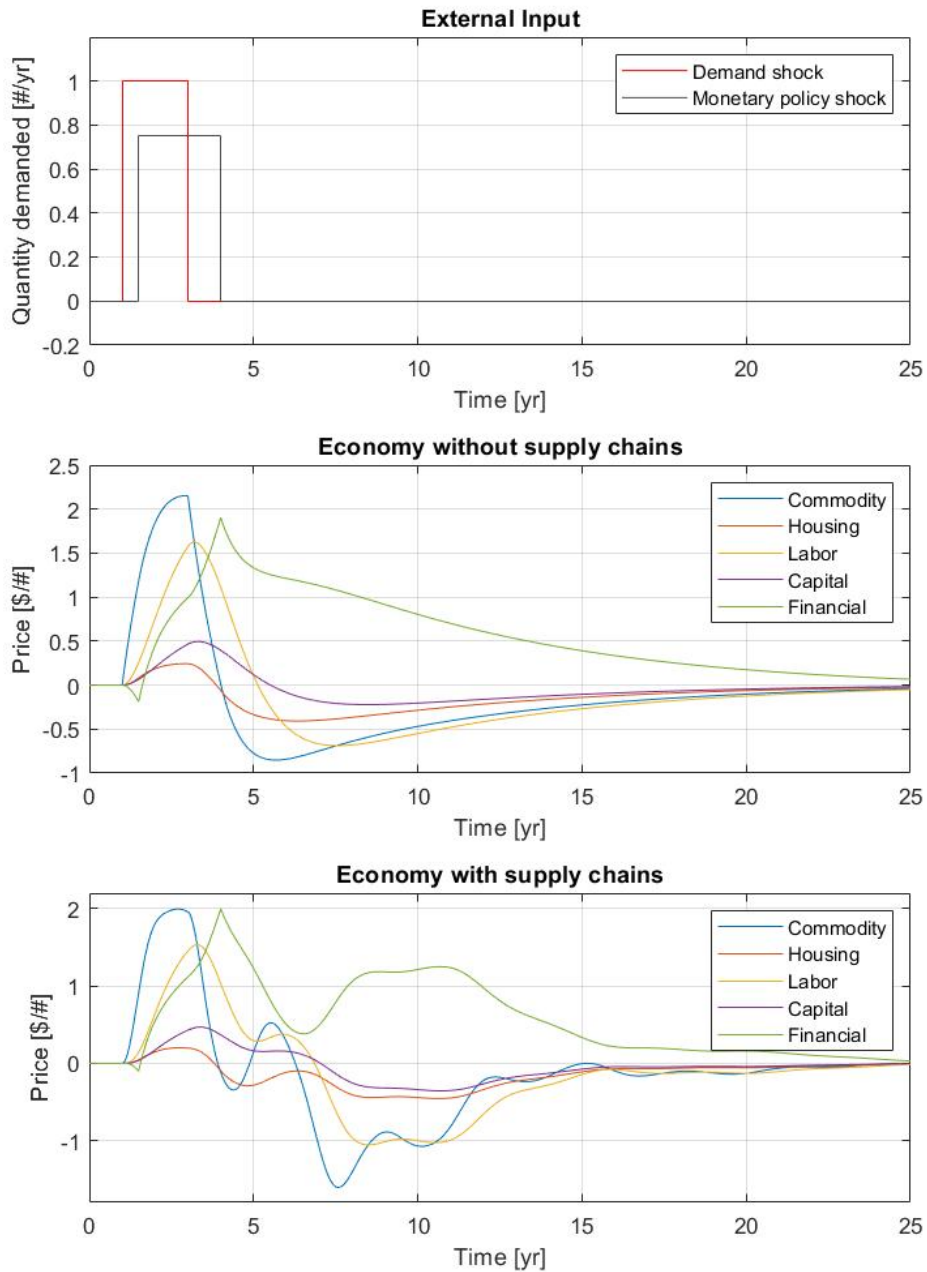 External Input
Quantity demanded [#/yr]
1
0.8
0.6
0.4
0.2
0
-0.2
Demand shock
Monetary policy shock
0 5 10 15 20 25
Time [yr]
Economy without supply chains
Price [$/#]
2.5
2
1.5
1
0.5
0
-0.5
-1
Commodity
Housing
Labor
Capital
Financial
0 5 10 15 20 25
Time [yr]
Economy with supply chains
Price [$/#]
2
1
0
-1
Commodity
Housing
Labor
Capital
Financial
0 5 10 15 20 25
Time [yr]